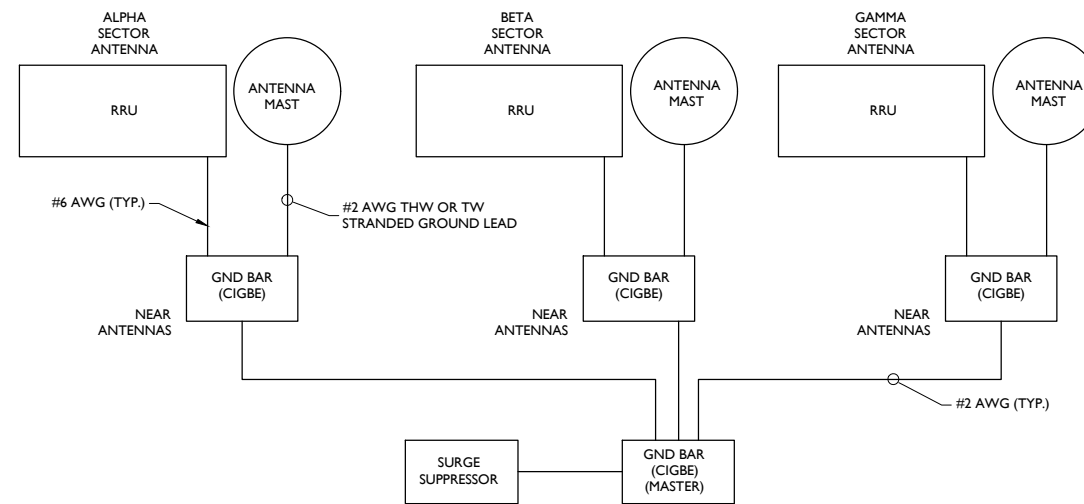 ALPHA
SECTOR
ANTENNA
BETA
SECTOR
ANTENNA
GAMMA
SECTOR
ANTENNA
RRU
ANTENNA
MAST
RRU
ANTENNA
MAST
RRU
ANTENNA
MAST
#6 AWG (TYP.)
#2 AWG THW OR TW
STRANDED GROUND LEAD
GND BAR
(CIGBE)
GND BAR
(CIGBE)
GND BAR
(CIGBE)
NEAR
ANTENNAS
NEAR
ANTENNAS
NEAR
ANTENNAS
#2 AWG (TYP.)
SURGE
SUPPRESSOR
GND BAR
(CIGBE)
(MASTER)